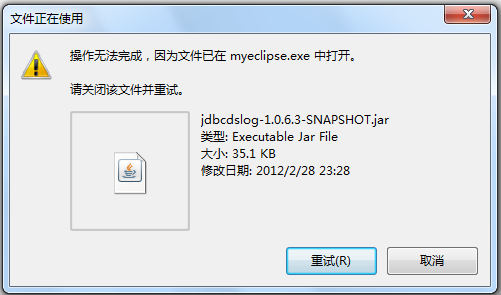 文件正在使用
操作无法完成，因为文件已在 myeclipse.exe 中打开。
请关闭该文件并重试。
jdbcdslog-1.0.6.3-SNAPSHOT.jar
类型: Executable Jar File
大小: 35.1 KB
修改日期: 2012/2/28 23:28
重试(R)
取消